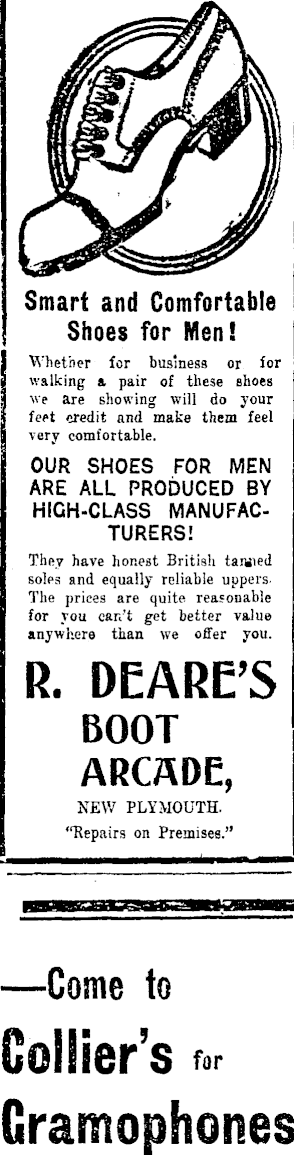 Smart and Comfortable
Shoes for Men!
Whether for business or for
walking a pair of these shoes
we are showing will do your
feet credit and make them feel
very comfortable.
OUR SHOES FOR MEN
ARE ALL PRODUCED BY
HIGH-CLASS MANUFAC-
TURERS!
They have honest British tanned
soles and equally reliable uppers.
The prices are quite reasonable
for you can't get better value
anywhere than we offer you.
R. DEARE'S
BOOT
ARCADE,
NEW PLYMOUTH.
"Repairs on Premises."
—Come to
Collier's for
Gramophones